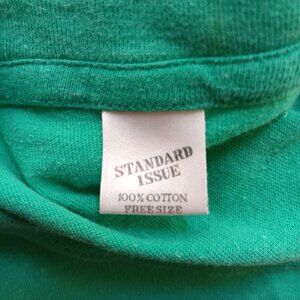 STANDARD
ISSUE
100% COTTON
FREE SIZE